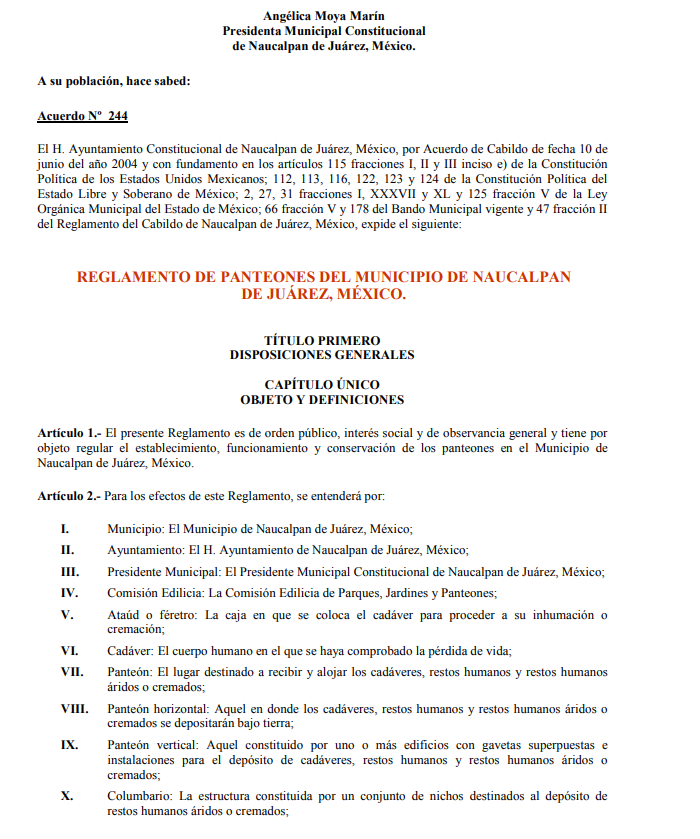 Angélica Moya Marín
Presidenta Municipal Constitucional
de Naucalpan de Juárez, México.
A su población, hace sabed:
Acuerdo Nº 244
El H. Ayuntamiento Constitucional de Naucalpan de Juárez, México, por Acuerdo de Cabildo de fecha 10 de
junio del año 2004 y con fundamento en los artículos 115 fracciones I, II y III inciso e) de la Constitución
Política de los Estados Unidos Mexicanos; 112, 113, 116, 122, 123 y 124 de la Constitución Política del
Estado Libre y Soberano de México; 2, 27, 31 fracciones I, XXXVII y XL y 125 fracción V de la Ley
Orgánica Municipal del Estado de México; 66 fracción V y 178 del Bando Municipal vigente y 47 fracción II
del Reglamento del Cabildo de Naucalpan de Juárez, México, expide el siguiente:
REGLAMENTO DE PANTEONES DEL MUNICIPIO DE NAUCALPAN
DE JUÁREZ, MÉXICO.
TÍTULO PRIMERO
DISPOSICIONES GENERALES
CAPÍTULO ÚNICO
OBJETO Y DEFINICIONES
Artículo 1.- El presente Reglamento es de orden público, interés social y de observancia general y tiene por
objeto regular el establecimiento, funcionamiento y conservación de los panteones en el Municipio de
Naucalpan de Juárez, México.
Artículo 2.- Para los efectos de este Reglamento, se entenderá por:
I. Municipio: El Municipio de Naucalpan de Juárez, México;
II. Ayuntamiento: El H. Ayuntamiento de Naucalpan de Juárez, México;
III. Presidente Municipal: El Presidente Municipal Constitucional de Naucalpan de Juárez, México;
IV. Comisión Edilicia: La Comisión Edilicia de Parques, Jardines y Panteones;
V. Ataúd o féretro: La caja en que se coloca el cadáver para proceder a su inhumación o
cremación;
VI. Cadáver: El cuerpo humano en el que se haya comprobado la pérdida de vida;
VII. Panteón: El lugar destinado a recibir y alojar los cadáveres, restos humanos y restos humanos
áridos o cremados;
VIII. Panteón horizontal: Aquel en donde los cadáveres, restos humanos y restos humanos áridos o
cremados se depositarán bajo tierra;
IX. Panteón vertical: Aquel constituido por uno o más edificios con gavetas superpuestas e
instalaciones para el depósito de cadáveres, restos humanos y restos humanos áridos o
cremados;
X. Columbario: La estructura constituida por un conjunto de nichos destinados al depósito de
restos humanos áridos o cremados;